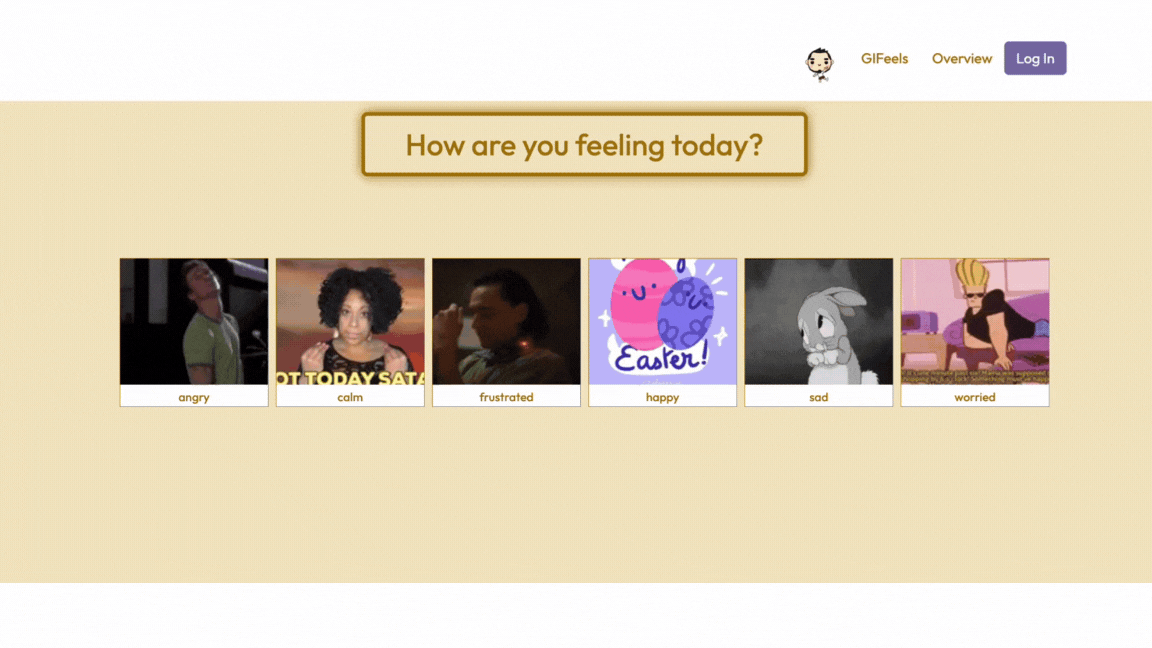 GIFeels Overview Log In
How are you feeling today?
OT TODAY SATA
Easter!
angry calm frustrated happy sad worried